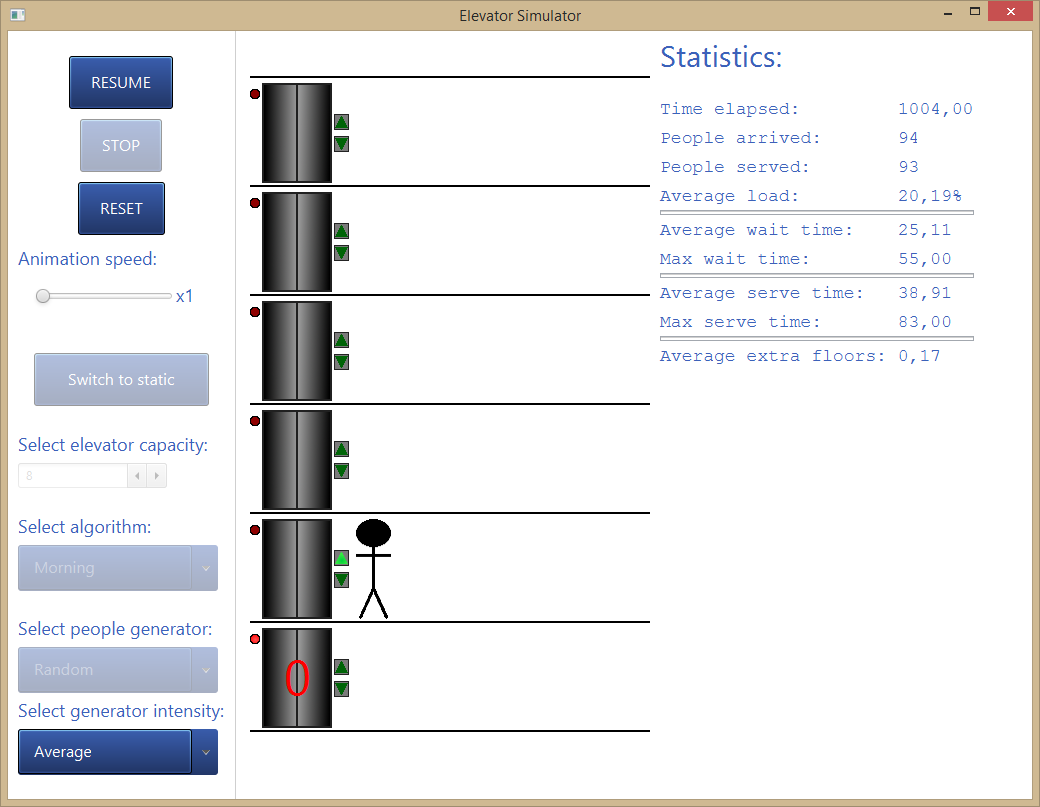 Elevator Simulator
RESUME
STOP
RESET
Animation speed:
x1
Switch to static
Select elevator capacity:
8
Select algorithm:
Morning
Select people generator:
Random
Select generator intensity:
Average
0
Statistics:
Time elapsed: 1004,00
People arrived: 94
People served: 93
Average load: 20,19%
Average wait time: 25,11
Max wait time: 55,00
Average serve time: 38,91
Max serve time: 83,00
Average extra floors: 0,17